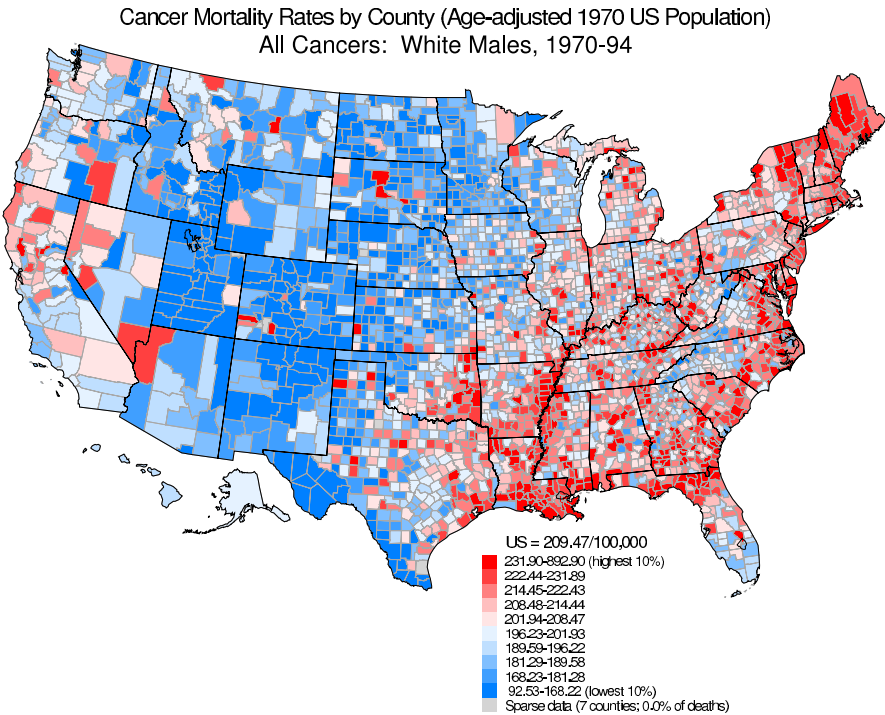 Cancer Mortality Rates by County (Age-adjusted 1970 US Population)
All Cancers: White Males, 1970-94
US = 209.47/100,000
231.90-892.90 (highest 10%)
222.44-231.89
214.45-222.43
208.48-214.44
201.94-208.47
196.23-201.93
189.59-196.22
181.29-189.58
168.23-181.28
92.53-168.22 (lowest 10%)
Sparse data (7 counties; 0.0% of deaths)